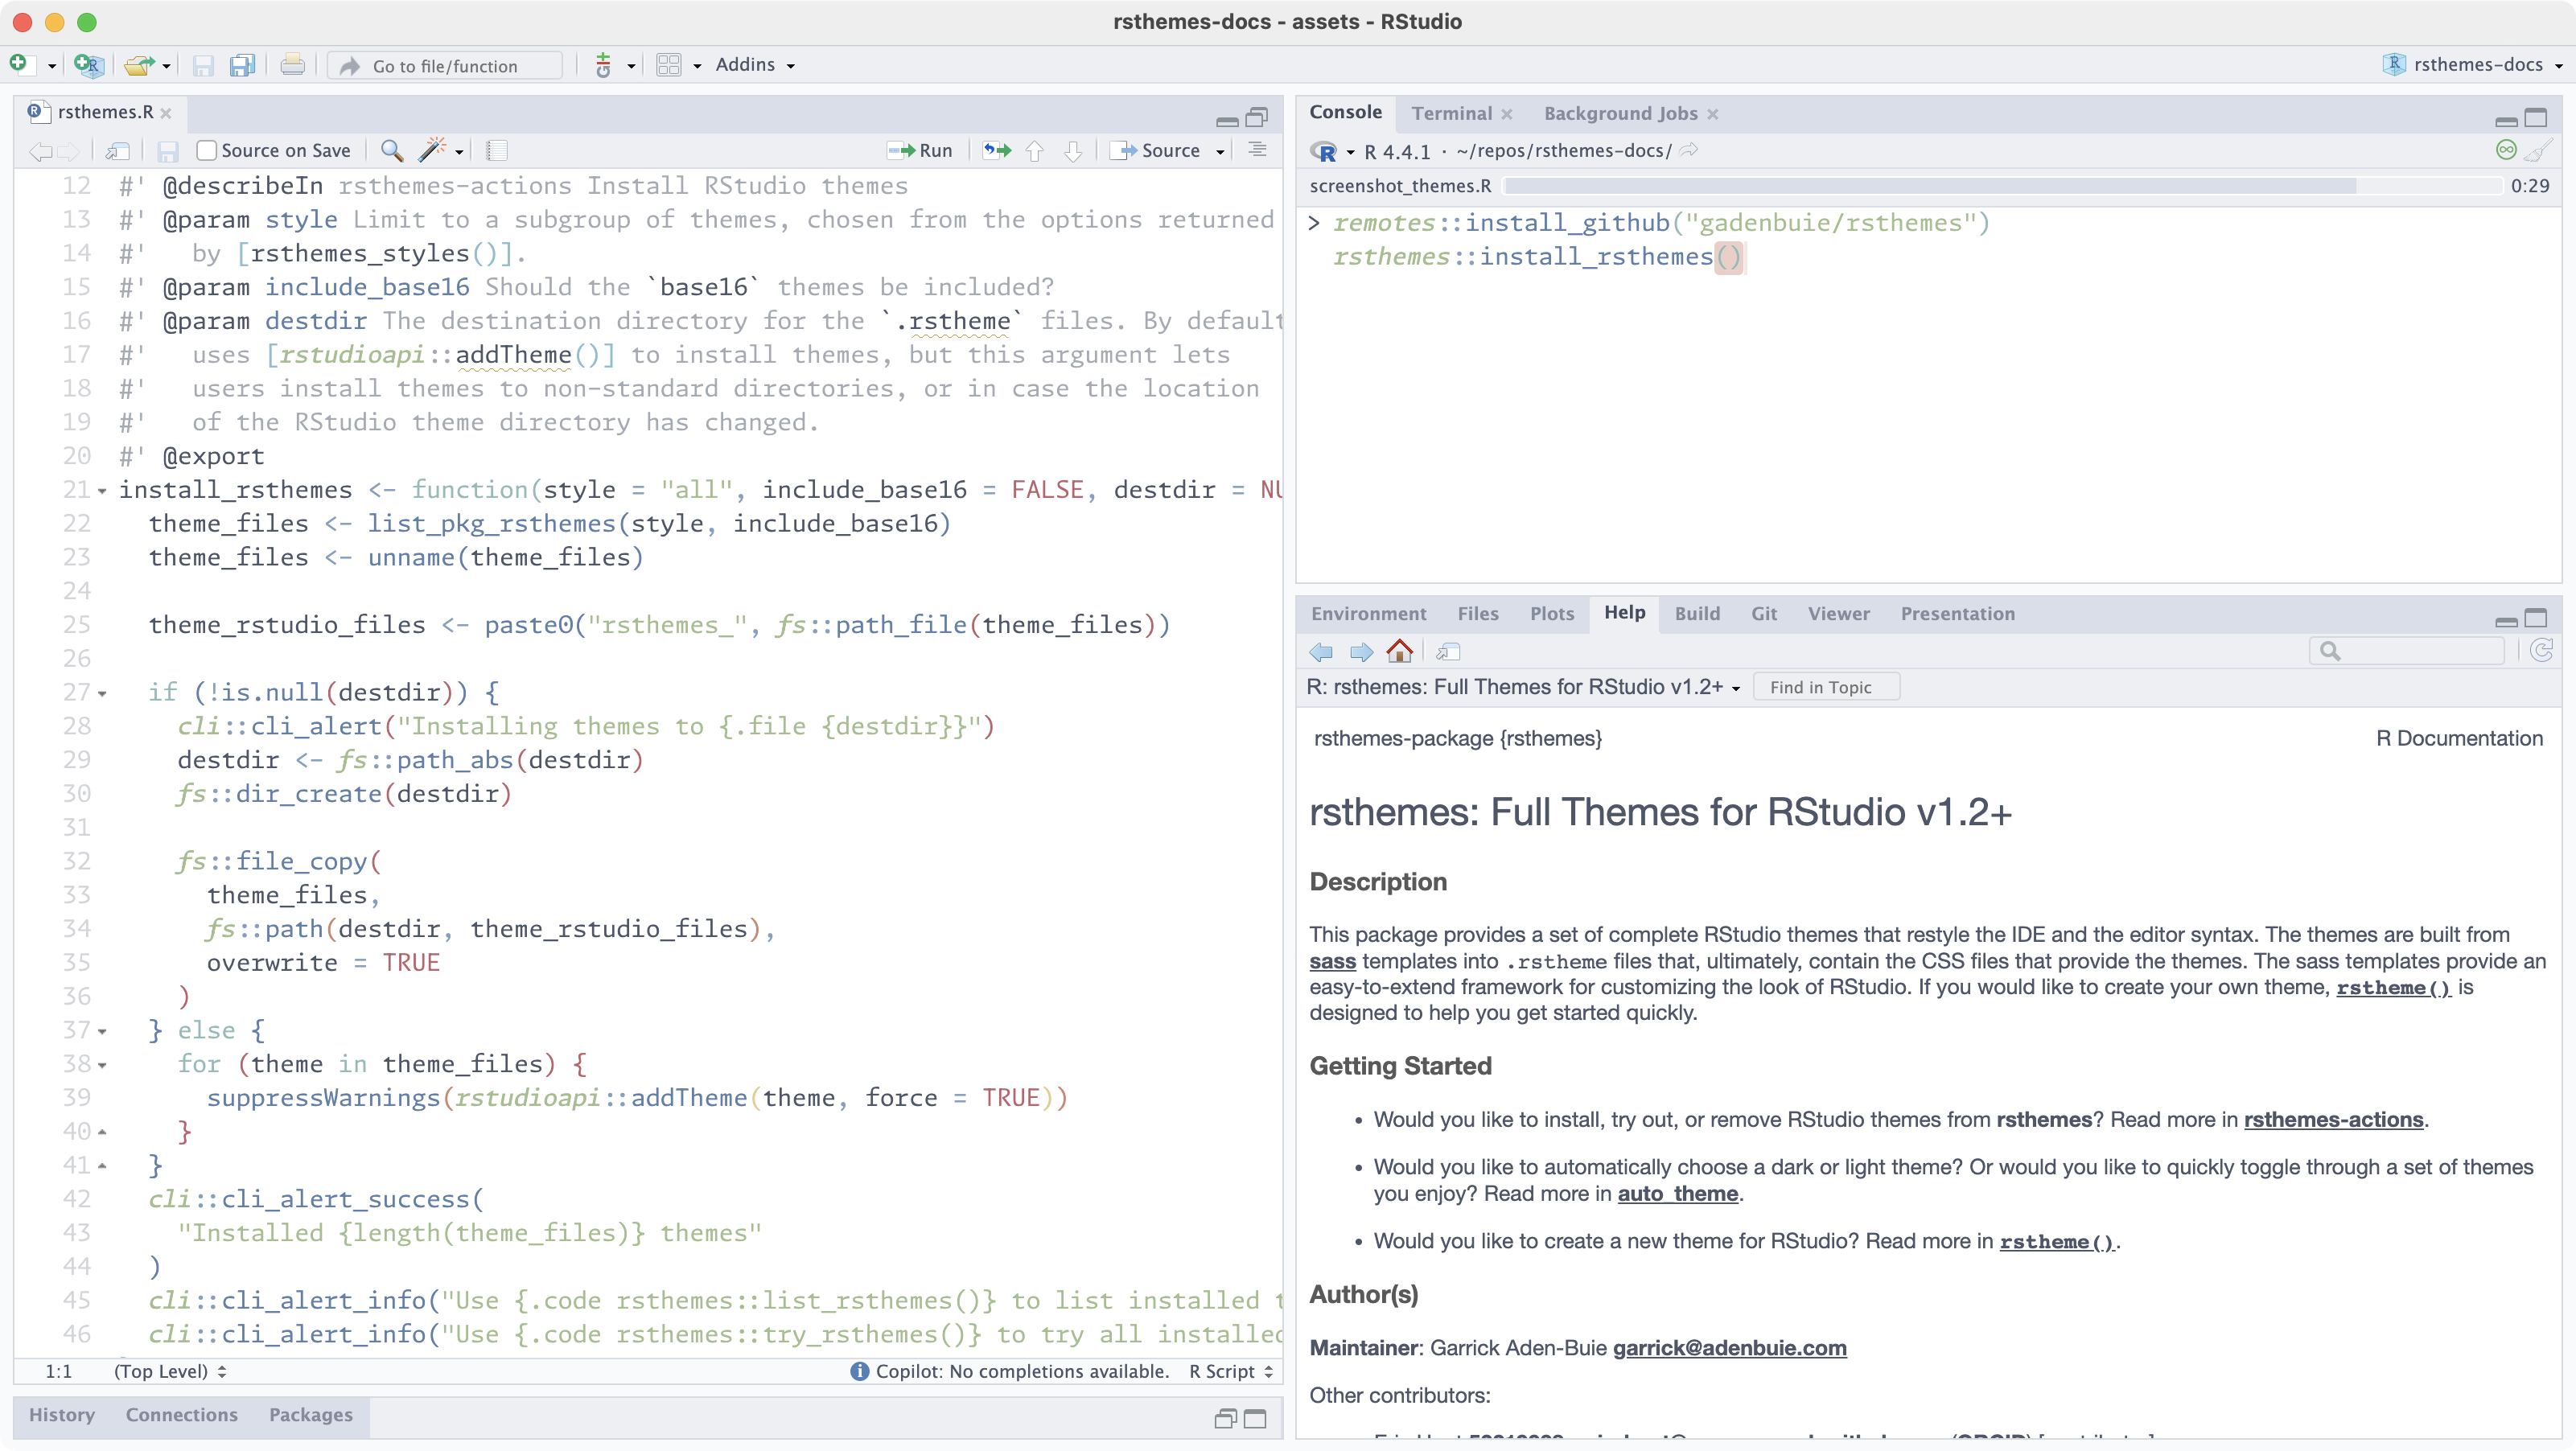 rsthemes-docs - assets - RStudio
Go to file/function
Addins
rsthemes-docs
rsthemes.R
Source on Save
Run
Source
12 #' @describeIn rsthemes-actions Install RStudio themes
13 #' @param style Limit to a subgroup of themes, chosen from the options returned
14 #'   by [rsthemes_styles()].
15 #' @param include_base16 Should the `base16` themes be included?
16 #' @param destdir The destination directory for the `.rstheme` files. By default
17 #'   uses [rstudioapi::addTheme()] to install themes, but this argument lets
18 #'   users install themes to non-standard directories, or in case the location
19 #'   of the RStudio theme directory has changed.
20 #' @export
21 install_rsthemes <- function(style = "all", include_base16 = FALSE, destdir = NU
22   theme_files <- list_pkg_rsthemes(style, include_base16)
23   theme_files <- unname(theme_files)
24
25   theme_rstudio_files <- paste0("rsthemes_", fs::path_file(theme_files))
26
27   if (!is.null(destdir)) {
28     cli::cli_alert("Installing themes to {.file {destdir}}")
29     destdir <- fs::path_abs(destdir)
30     fs::dir_create(destdir)
31
32     fs::file_copy(
33       theme_files,
34       fs::path(destdir, theme_rstudio_files),
35       overwrite = TRUE
36     )
37   } else {
38     for (theme in theme_files) {
39       suppressWarnings(rstudioapi::addTheme(theme, force = TRUE))
40     }
41   }
42   cli::cli_alert_success(
43     "Installed {length(theme_files)} themes"
44   )
45   cli::cli_alert_info("Use {.code rsthemes::list_rsthemes()} to list installed t
46   cli::cli_alert_info("Use {.code rsthemes::try_rsthemes()} to try all installed
1:1 (Top Level) Copilot: No completions available. R Script
History Connections Packages
Console Terminal Background Jobs
R 4.4.1 · ~/repos/rsthemes-docs/
screenshot_themes.R 0:29
> remotes::install_github("gadenbuie/rsthemes")
rsthemes::install_rsthemes()
Environment Files Plots Help Build Git Viewer Presentation
R: rsthemes: Full Themes for RStudio v1.2+ Find in Topic
rsthemes-package {rsthemes} R Documentation
rsthemes: Full Themes for RStudio v1.2+
Description
This package provides a set of complete RStudio themes that restyle the IDE and the editor syntax. The themes are built from
sass templates into .rstheme files that, ultimately, contain the CSS files that provide the themes. The sass templates provide an
easy-to-extend framework for customizing the look of RStudio. If you would like to create your own theme, rstheme() is
designed to help you get started quickly.
Getting Started
• Would you like to install, try out, or remove RStudio themes from rsthemes? Read more in rsthemes-actions.
• Would you like to automatically choose a dark or light theme? Or would you like to quickly toggle through a set of themes
you enjoy? Read more in auto_theme.
• Would you like to create a new theme for RStudio? Read more in rstheme().
Author(s)
Maintainer: Garrick Aden-Buie garrick@adenbuie.com
Other contributors: